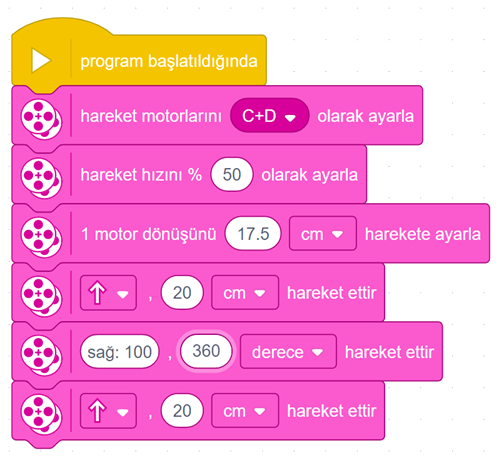 program başlatıldığında
hareket motorlarını C+D olarak ayarla
hareket hızını % 50 olarak ayarla
1 motor dönüşünü 17.5 cm harekete ayarla
, 20 cm hareket ettir
sağ: 100 , 360 derece hareket ettir
, 20 cm hareket ettir